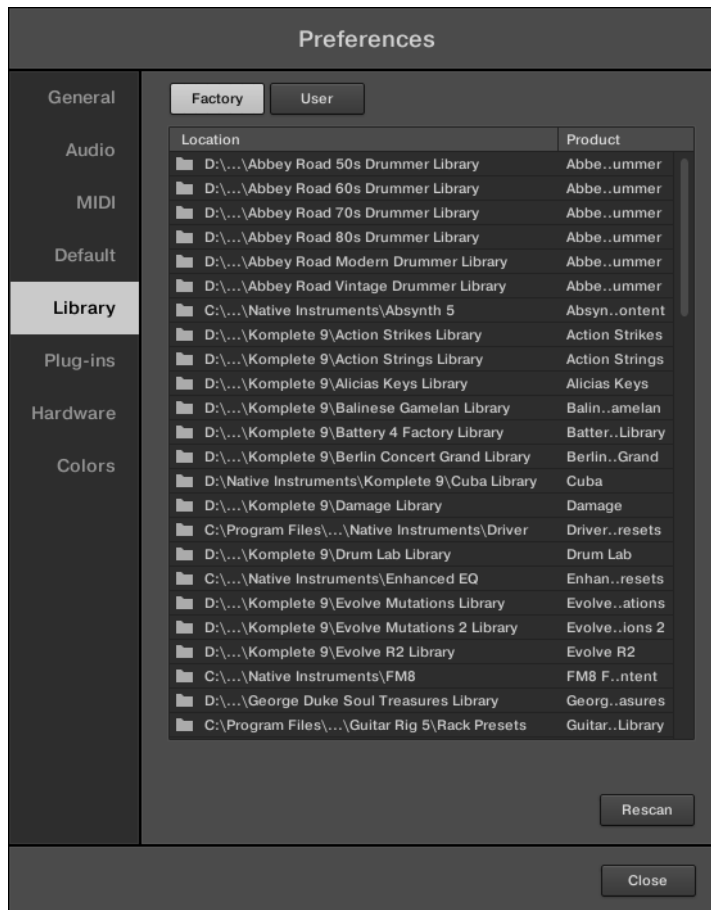 Preferences
General
Audio
MIDI
Default
Library
Plug-ins
Hardware
Colors
Factory User
Location Product
D:\...\Abbey Road 50s Drummer Library Abbe..ummer
D:\...\Abbey Road 60s Drummer Library Abbe..ummer
D:\...\Abbey Road 70s Drummer Library Abbe..ummer
D:\...\Abbey Road 80s Drummer Library Abbe..ummer
D:\...\Abbey Road Modern Drummer Library Abbe..ummer
D:\...\Abbey Road Vintage Drummer Library Abbe..ummer
C:\...\Native Instruments\Absynth 5 Absyn..ontent
D:\...\Komplete 9\Action Strikes Library Action Strikes
D:\...\Komplete 9\Action Strings Library Action Strings
D:\...\Komplete 9\Alicias Keys Library Alicias Keys
D:\...\Komplete 9\Balinese Gamelan Library Balin..amelan
D:\...\Komplete 9\Battery 4 Factory Library Batter..Library
D:\...\Komplete 9\Berlin Concert Grand Library Berlin..Grand
D:\Native Instruments\Komplete 9\Cuba Library Cuba
D:\...\Komplete 9\Damage Library Damage
C:\Program Files\...\Native Instruments\Driver Driver..resets
D:\...\Komplete 9\Drum Lab Library Drum Lab
C:\...\Native Instruments\Enhanced EQ Enhan..resets
D:\...\Komplete 9\Evolve Mutations Library Evolve..ations
D:\...\Komplete 9\Evolve Mutations 2 Library Evolve..ions 2
D:\...\Komplete 9\Evolve R2 Library Evolve R2
C:\...\Native Instruments\FM8 FM8 F..ntent
D:\...\George Duke Soul Treasures Library Georg..asures
C:\Program Files\...\Guitar Rig 5\Rack Presets Guitar..Library
Rescan
Close